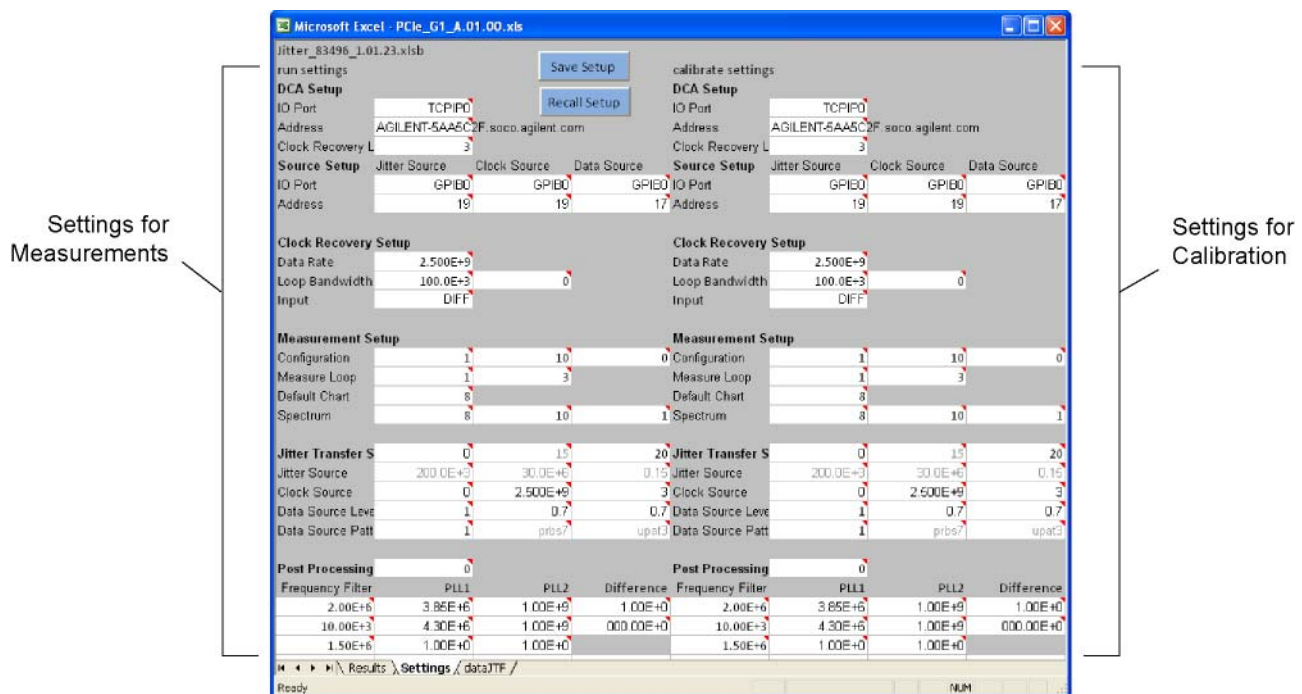 Microsoft Excel - PCIe_G1_A.01.00.xls
Jitter_83496_1.01.23.xlsb
run settings Save Setup calibrate settings
DCA Setup DCA Setup
IO Port TCPIP0 Recall Setup IO Port TCPIP0
Address AGILENT-5AA5C2F.soco.agilent.com Address AGILENT-5AA5C2F.soco.agilent.com
Clock Recovery L 3 Clock Recovery L 3
Source Setup Jitter Source Clock Source Data Source Source Setup Jitter Source Clock Source Data Source
IO Port GPIB0 GPIB0 GPIB0 IO Port GPIB0 GPIB0 GPIB0
Address 19 19 17 Address 19 19 17
Settings for
Measurements
Settings for
Calibration
Clock Recovery Setup Clock Recovery Setup
Data Rate 2.500E+9 Data Rate 2.500E+9
Loop Bandwidth 100.0E+3 0 Loop Bandwidth 100.0E+3 0
Input DIFF Input DIFF
Measurement Setup Measurement Setup
Configuration 1 10 0 Configuration 1 10 0
Measure Loop 1 3 Measure Loop 1 3
Default Chart 8 Default Chart 8
Spectrum 8 10 1 Spectrum 8 10 1
Jitter Transfer S 0 15 20 Jitter Transfer S 0 15 20
Jitter Source 200.0E+3 30.0E+6 0.15 Jitter Source 200.0E+3 30.0E+6 0.15
Clock Source 0 2.500E+9 3 Clock Source 0 2.500E+9 3
Data Source Leve 1 0.7 0.7 Data Source Leve 1 0.7 0.7
Data Source Patt 1 prbs7 upat3 Data Source Patt 1 prbs7 upat3
Post Processing 0 Post Processing 0
Frequency Filter PLL1 PLL2 Difference Frequency Filter PLL1 PLL2 Difference
2.00E+6 3.85E+6 1.00E+9 1.00E+0 2.00E+6 3.85E+6 1.00E+9 1.00E+0
10.00E+3 4.30E+6 1.00E+9 000.00E+0 10.00E+3 4.30E+6 1.00E+9 000.00E+0
1.50E+6 1.00E+0 1.00E+0 1.50E+6 1.00E+0 1.00E+0
Results Settings dataJTF
Ready NUM